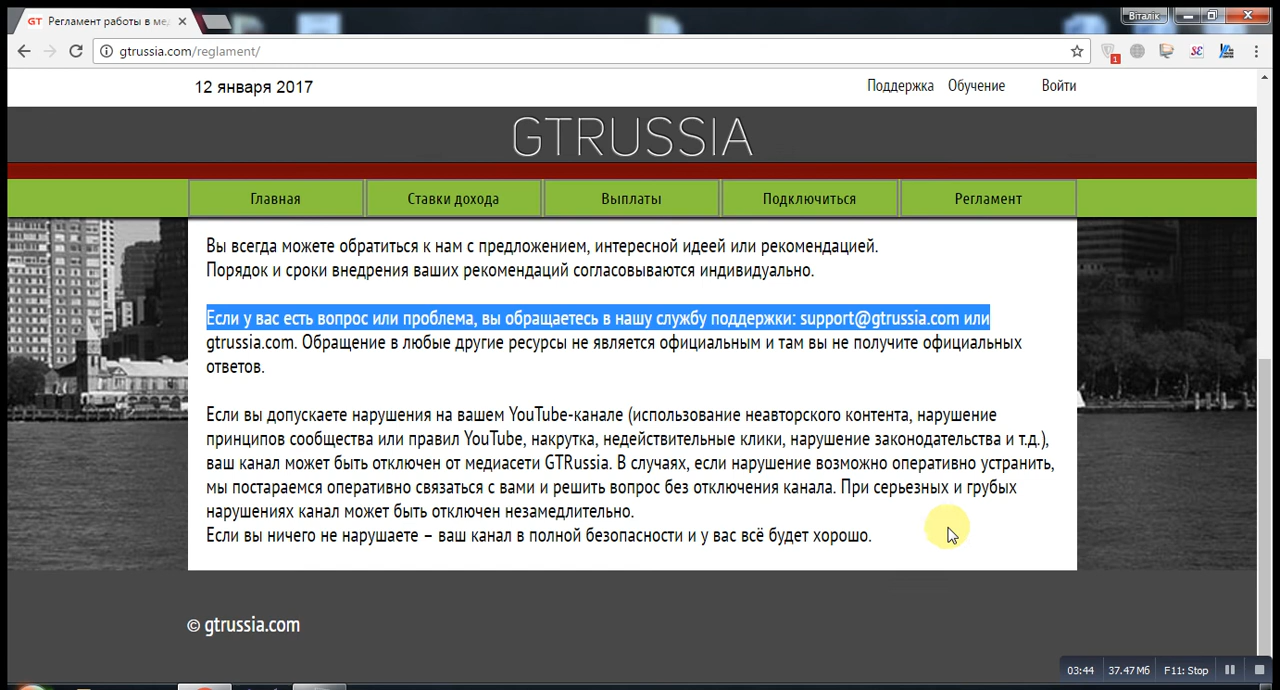 GT Регламент работы в мед
Віталік
gtrussia.com/reglament/
1
12 января 2017
Поддержка Обучение Войти
GTRUSSIA
Главная Ставки дохода Выплаты Подключиться Регламент
Вы всегда можете обратиться к нам с предложением, интересной идеей или рекомендацией.
Порядок и сроки внедрения ваших рекомендаций согласовываются индивидуально.
Если у вас есть вопрос или проблема, вы обращаетесь в нашу службу поддержки: support@gtrussia.com или
gtrussia.com. Обращение в любые другие ресурсы не является официальным и там вы не получите официальных
ответов.
Если вы допускаете нарушения на вашем YouTube-канале (использование неавторского контента, нарушение
принципов сообщества или правил YouTube, накрутка, недействительные клики, нарушение законодательства и т.д.),
ваш канал может быть отключен от медиасети GTRussia. В случаях, если нарушение возможно оперативно устранить,
мы постараемся оперативно связаться с вами и решить вопрос без отключения канала. При серьезных и грубых
нарушениях канал может быть отключен незамедлительно.
Если вы ничего не нарушаете – ваш канал в полной безопасности и у вас всё будет хорошо.
© gtrussia.com
03:44 37.47 Мб F11: Stop